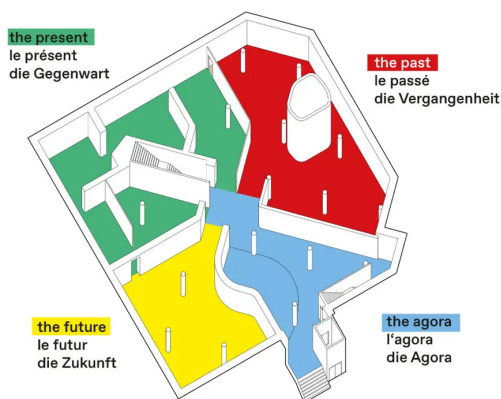 the present
le présent
die Gegenwart
the past
le passé
die Vergangenheit
the future
le futur
die Zukunft
the agora
l'agora
die Agora